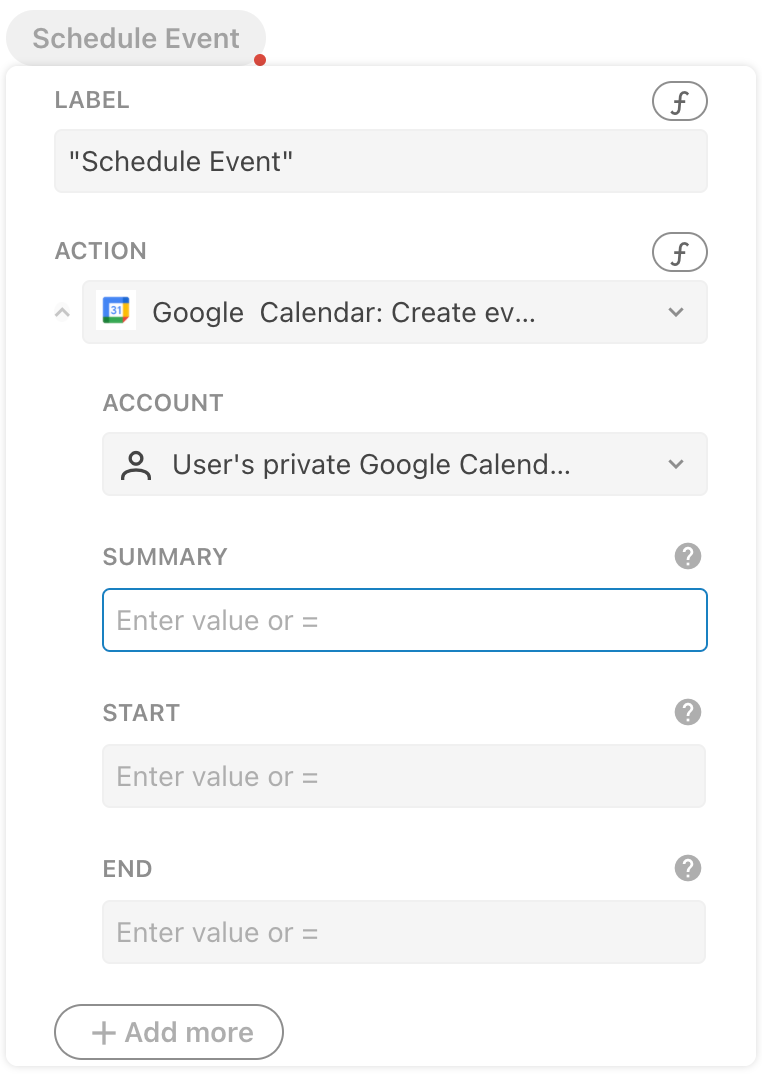 Schedule Event
LABEL
f
"Schedule Event"
ACTION
f
31
Google Calendar: Create ev...
ACCOUNT
User's private Google Calend...
SUMMARY
?
Enter value or =
START
?
Enter value or =
END
?
Enter value or =
+ Add more